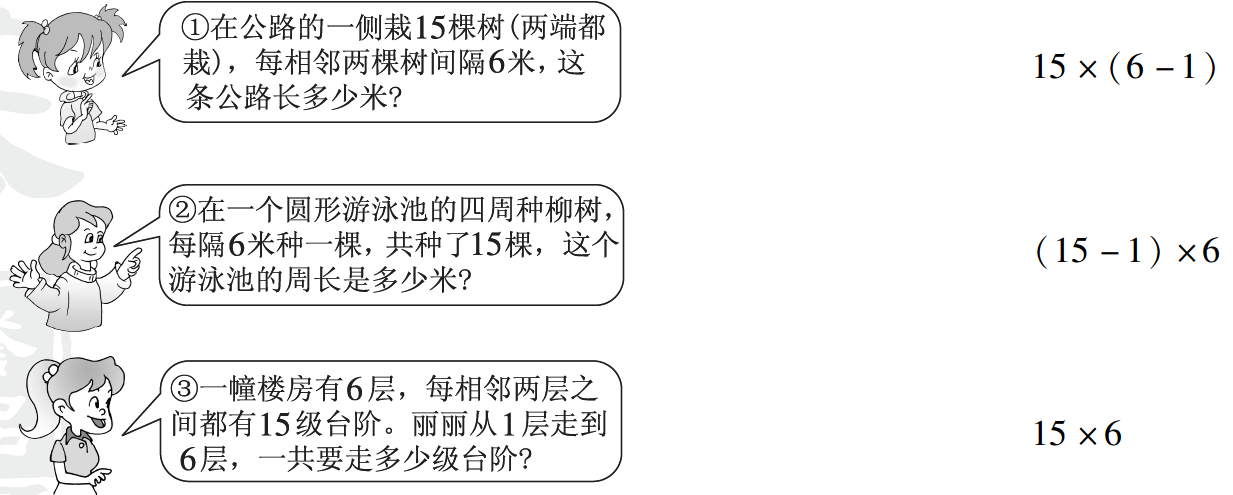 ①在公路的一侧栽15棵树(两端都
栽)，每相邻两棵树间隔6米，这
条公路长多少米?
15 ×（6 －1）
②在一个圆形游泳池的四周种柳树，
每隔6米种一棵，共种了15棵，这个
游泳池的周长是多少米?
（15 －1）×6
③一幢楼房有6层，每相邻两层之
间都有15级台阶。丽丽从1层走到
6层，一共要走多少级台阶?
15 ×6